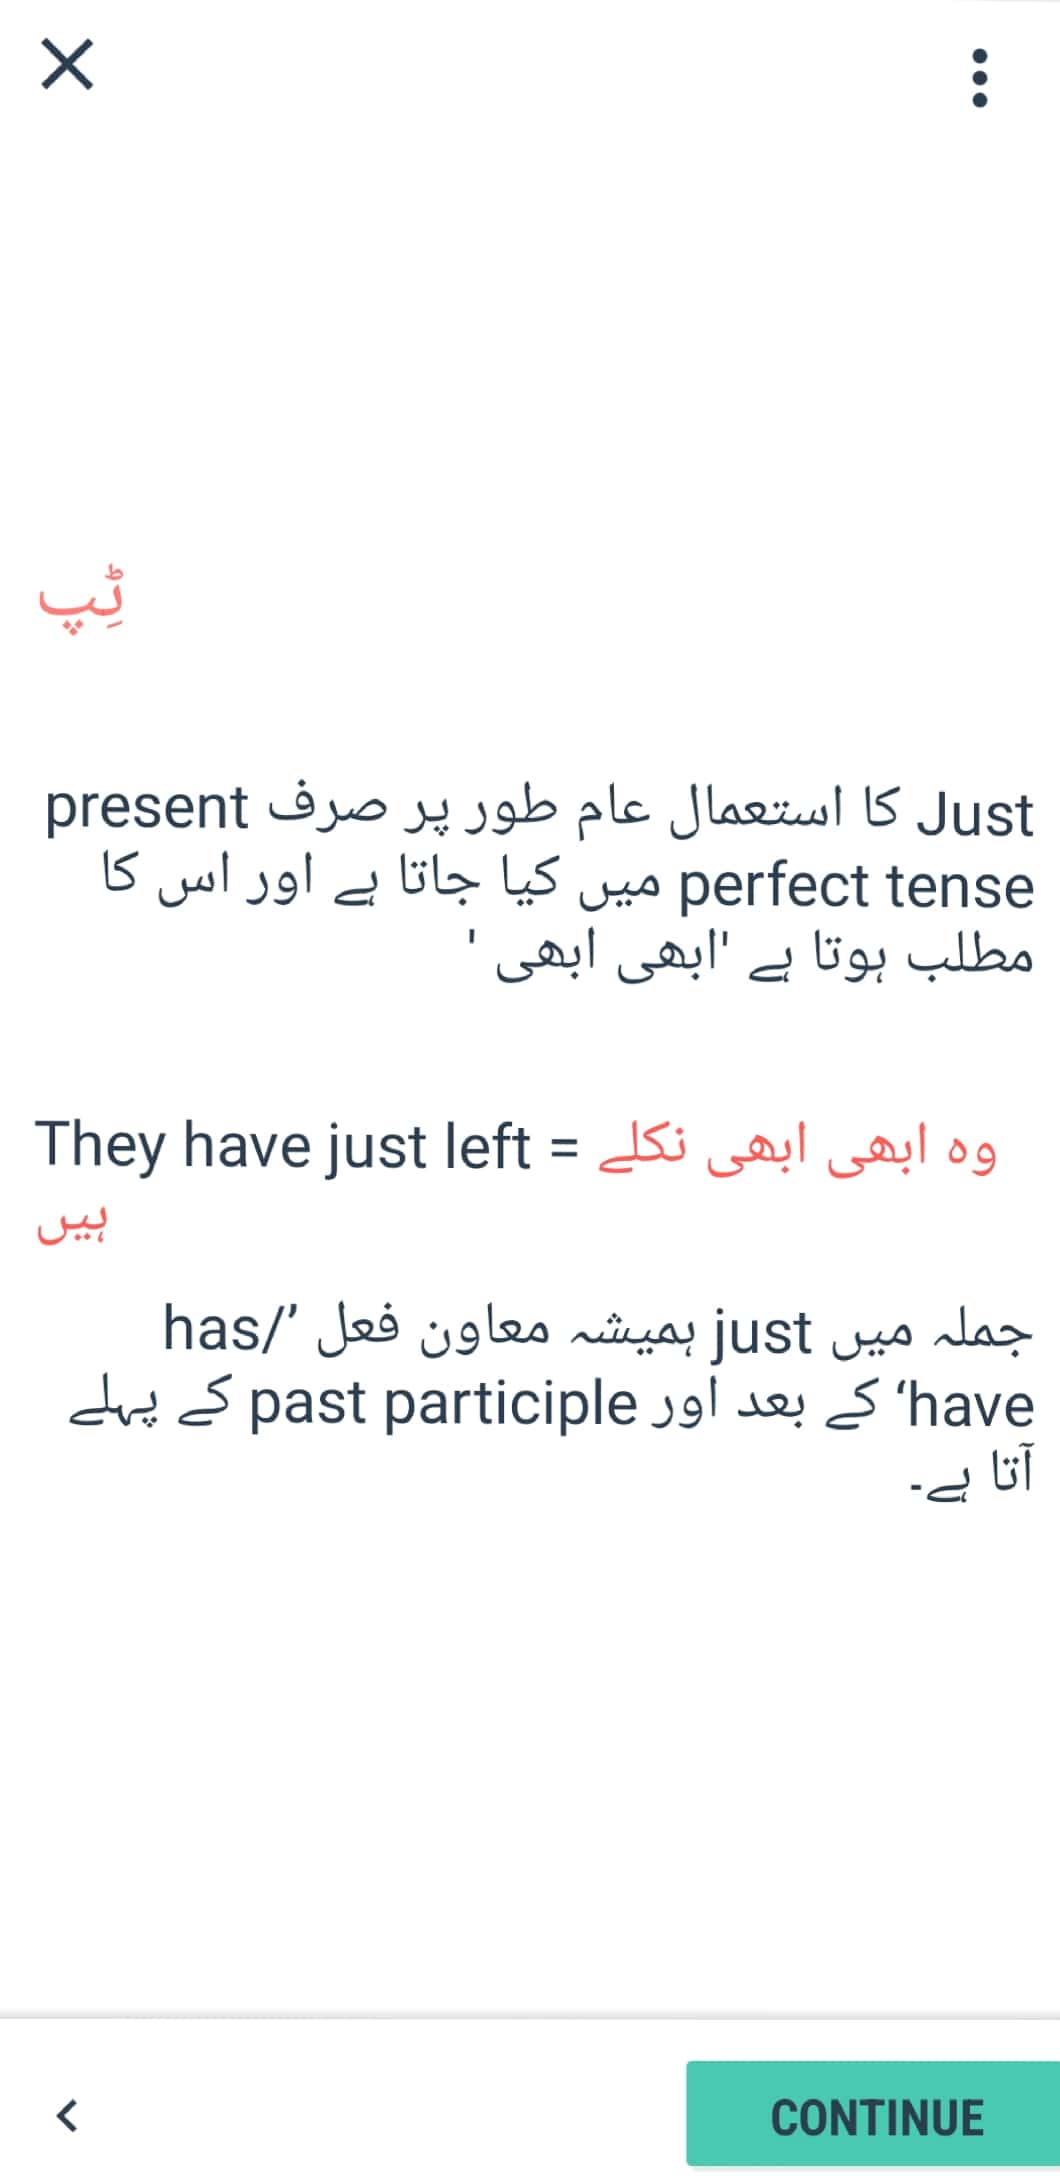 ٹِپ
Just کا استعمال عام طور پر صرف present
perfect tense میں کیا جاتا ہے اور اس کا
مطلب ہوتا ہے 'ابھی ابھی '
They have just left = وہ ابھی ابھی نکلے
ہیں
جملہ میں just ہمیشہ معاون فعل ’has/
have‘ کے بعد اور past participle کے پہلے
آتا ہے۔
CONTINUE